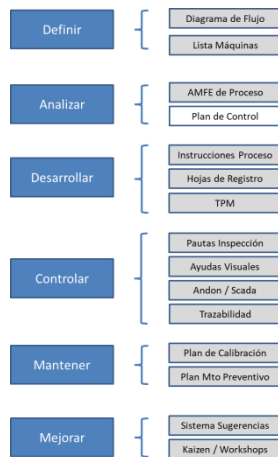 Definir
Diagrama de Flujo
Lista Máquinas
Analizar
AMFE de Proceso
Plan de Control
Desarrollar
Instrucciones Proceso
Hojas de Registro
TPM
Controlar
Pautas Inspección
Ayudas Visuales
Andon / Scada
Trazabilidad
Mantener
Plan de Calibración
Plan Mto Preventivo
Mejorar
Sistema Sugerencias
Kaizen / Workshops